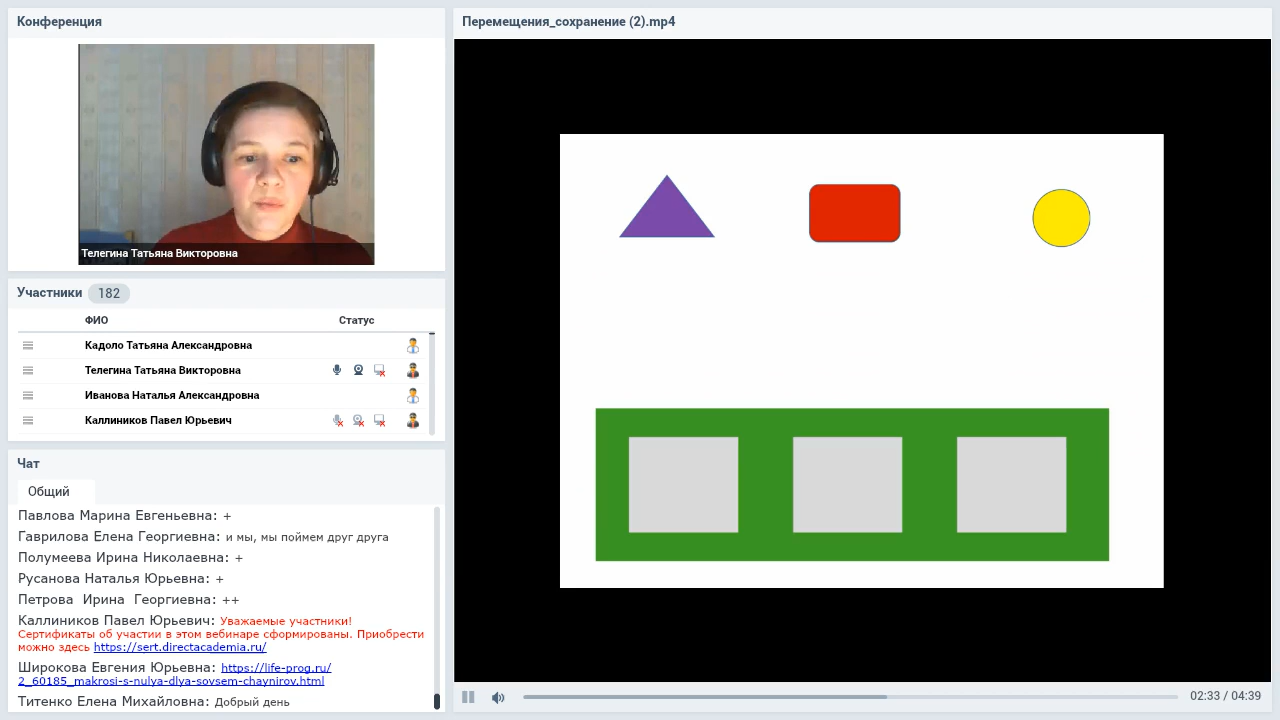 Конференция
Телегина Татьяна Викторовна
Участники 182
ФИО Статус
Кадоло Татьяна Александровна
Телегина Татьяна Викторовна
Иванова Наталья Александровна
Каллиников Павел Юрьевич
Чат
Общий
Павлова Марина Евгеньевна: +
Гаврилова Елена Георгиевна: и мы, мы поймем друг друга
Полумеева Ирина Николаевна: +
Русанова Наталья Юрьевна: +
Петрова Ирина Георгиевна: ++
Каллиников Павел Юрьевич: Уважаемые участники!
Сертификаты об участии в этом вебинаре сформированы. Приобрести
можно здесь https://sert.directacademia.ru/
Широкова Евгения Юрьевна: https://life-prog.ru/
2_60185_makrosi-s-nulya-dlya-sovsem-chaynirov.html
Титенко Елена Михайловна: Добрый день
Перемещения_сохранение (2).mp4
02:33 / 04:39